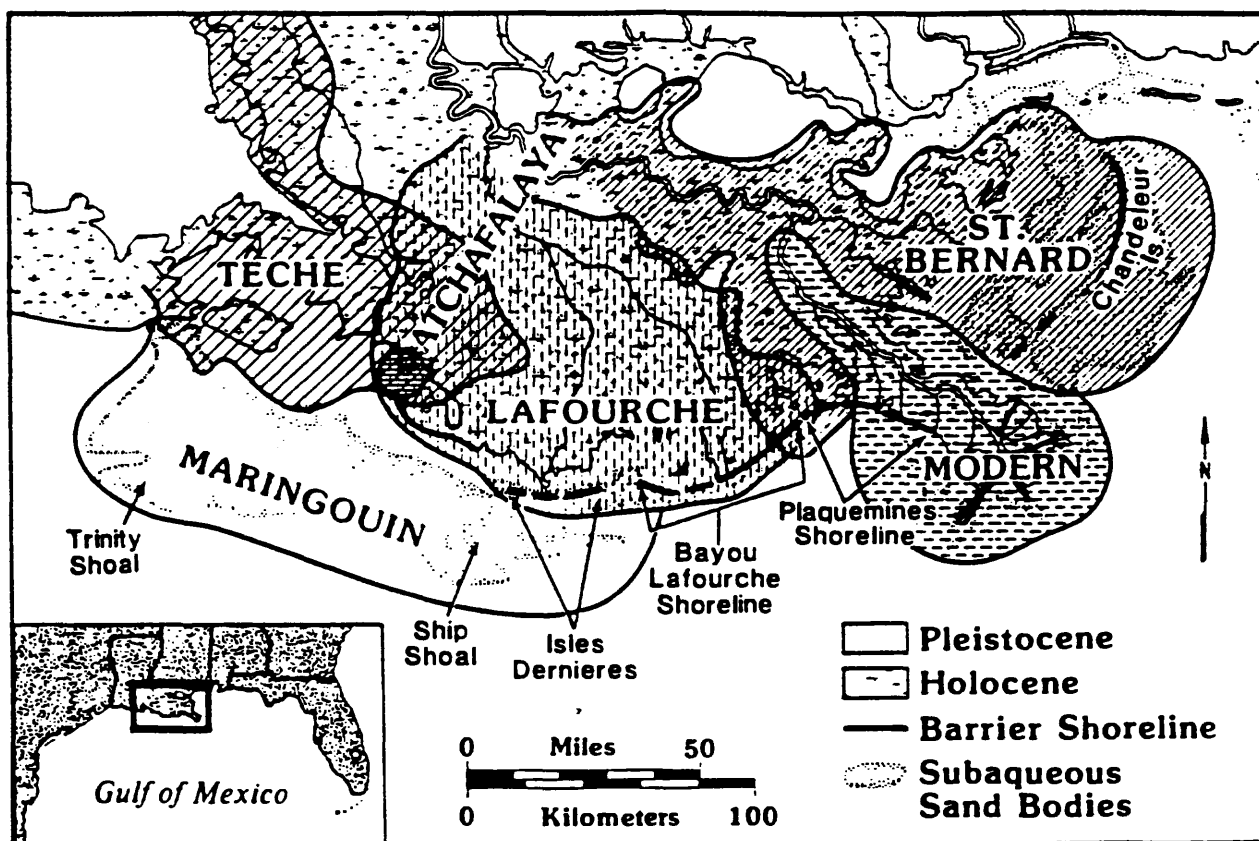 TECHE
ATCHAFALAYA
ST.
BERNARD
Chandeleur
Is.
LAFOURCHE
MARINGOUIN
MODERN
N
Trinity
Shoal
Ship
Shoal
Isles
Dernieres
Bayou
Lafourche
Shoreline
Plaquemines
Shoreline
Gulf of Mexico
0 Miles 50
0 Kilometers 100
Pleistocene
Holocene
Barrier Shoreline
Subaqueous
Sand Bodies